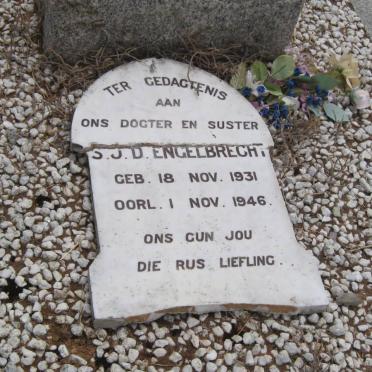 TER GEDAGTENIS
AAN
ONS DOGTER EN SUSTER
S.J.D. ENGELBRECHT
GEB. 18 NOV. 1931
OORL. 1 NOV. 1946.
ONS GUN JOU
DIE RUS LIEFLING.